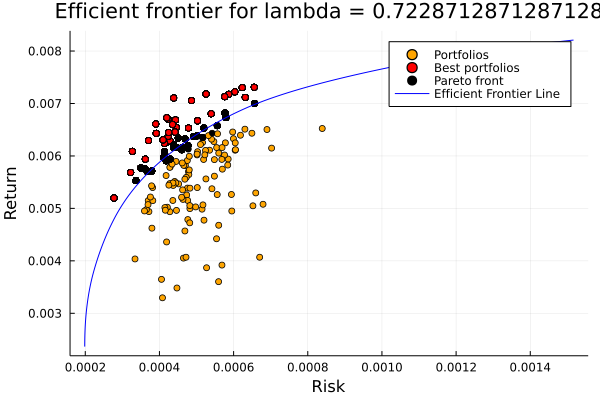 Efficient frontier for lambda = 0.7228712871287128
0.008
0.007
0.006
0.005
0.004
0.003
Return
Portfolios
Best portfolios
Pareto front
Efficient Frontier Line
0.0002 0.0004 0.0006 0.0008 0.0010 0.0012 0.0014
Risk